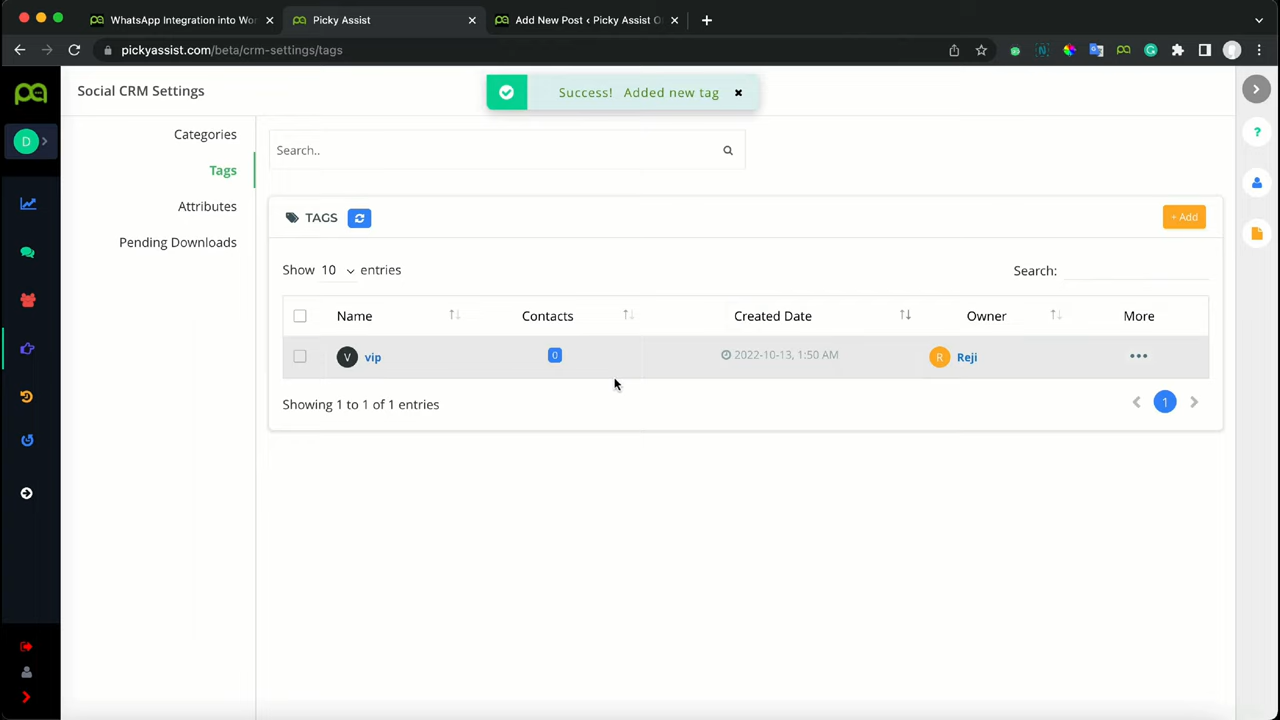 WhatsApp Integration into Wor
Picky Assist
Add New Post ‹ Picky Assist O
pickyassist.com/beta/crm-settings/tags
Social CRM Settings
Success! Added new tag
D
Categories
Tags
Attributes
Pending Downloads
Search..
TAGS
+ Add
Show 10 entries
Search:
Name
Contacts
Created Date
Owner
More
V vip
0
2022-10-13, 1:50 AM
R Reji
Showing 1 to 1 of 1 entries
1